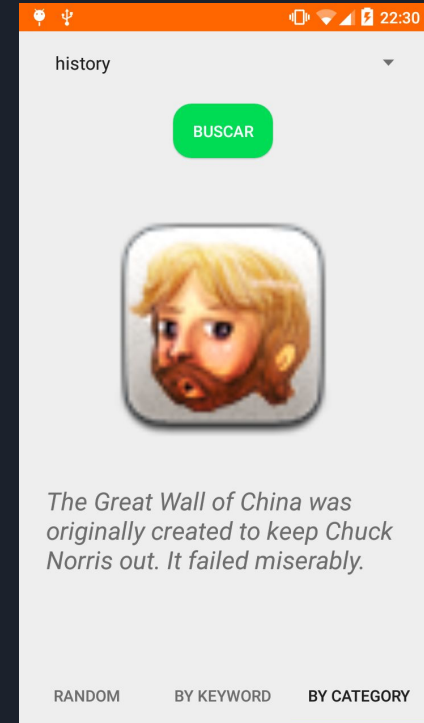 22:30
history
BUSCAR
The Great Wall of China was
originally created to keep Chuck
Norris out. It failed miserably.
RANDOM BY KEYWORD BY CATEGORY